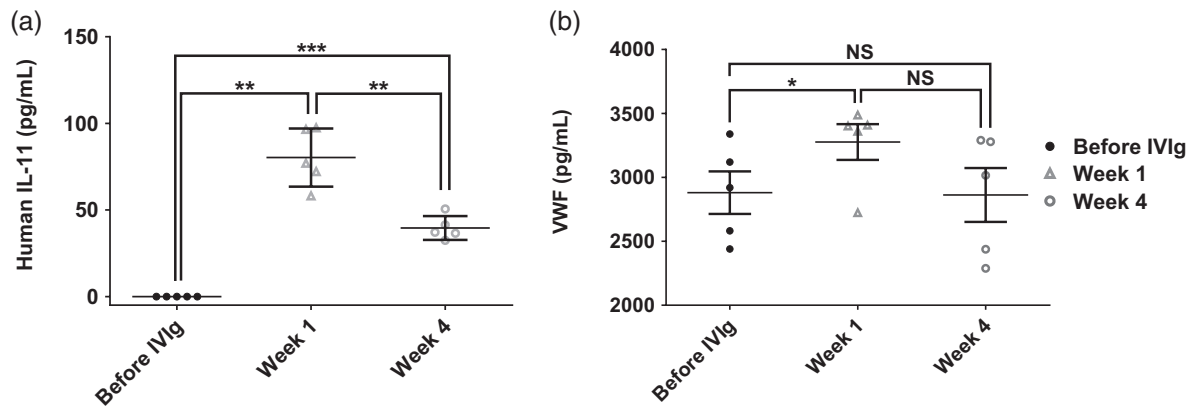 (a)
Human IL-11 (pg/mL)
150
100
50
0
***
**
**
Before IVIg
Week 1
Week 4
(b)
VWF (pg/mL)
4000
3500
3000
2500
2000
NS
*
NS
Before IVIg
Week 1
Week 4
Before IVIg
Week 1
Week 4